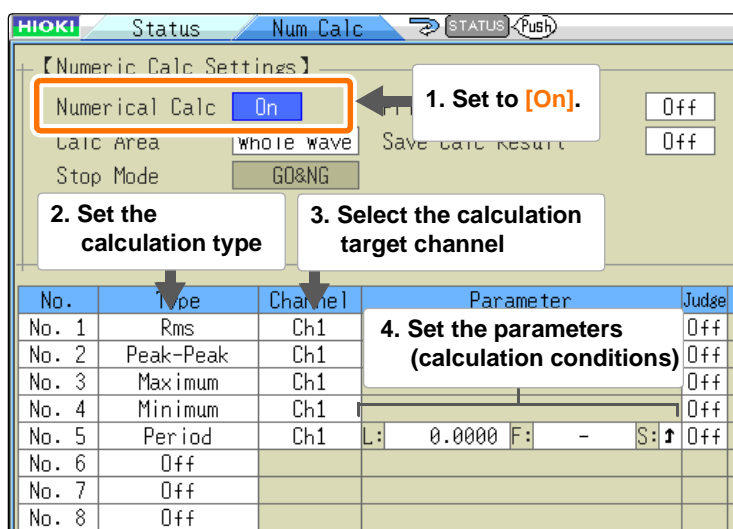 HIOKI Status Num Calc STATUS Push
【Numeric Calc Settings】
Numerical Calc On
1. Set to [On].
Off
Calc Area Whole Wave Save Calc Result Off
Stop Mode GO&NG
2. Set the
calculation type
3. Select the calculation
target channel
No. Type Channel Parameter Judge
No. 1 Rms Ch1 Off
4. Set the parameters
(calculation conditions)
No. 2 Peak-Peak Ch1 Off
No. 3 Maximum Ch1 Off
No. 4 Minimum Ch1 Off
No. 5 Period Ch1 L: 0.0000 F: - S: ↑ Off
No. 6 Off
No. 7 Off
No. 8 Off